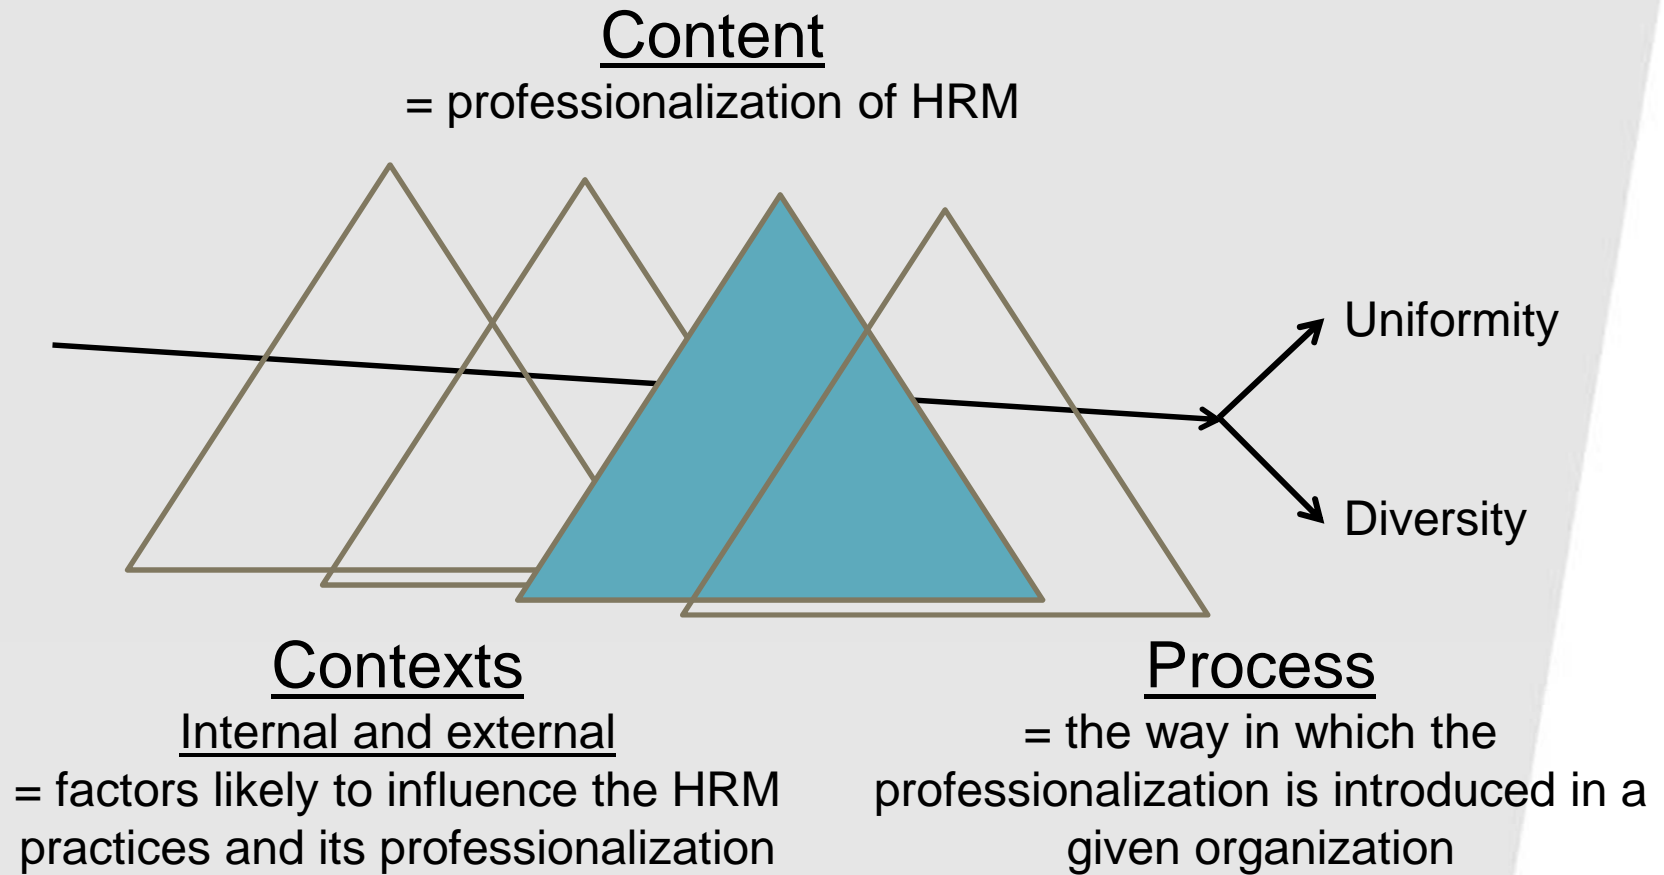 Content
= professionalization of HRM
Uniformity
Diversity
Contexts
Internal and external
= factors likely to influence the HRM
practices and its professionalization
Process
= the way in which the
professionalization is introduced in a
given organization